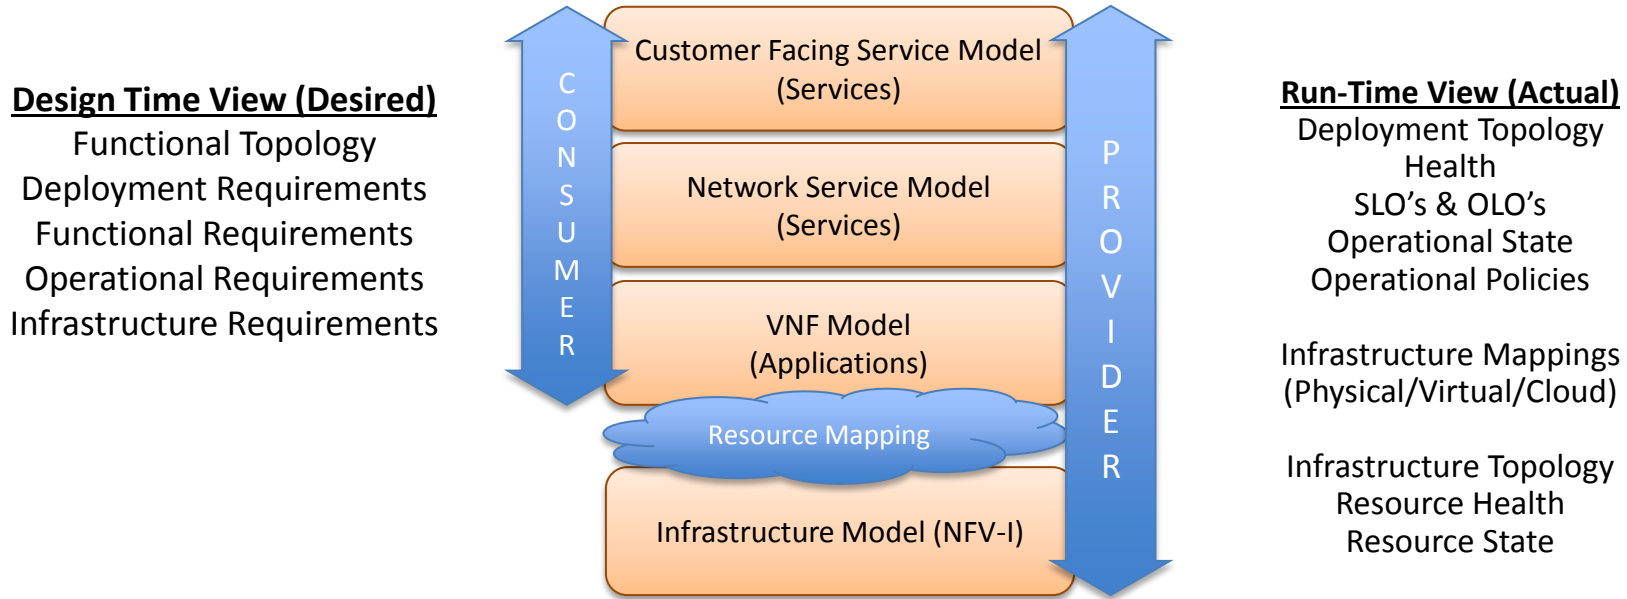 Design Time View (Desired)
Functional Topology
Deployment Requirements
Functional Requirements
Operational Requirements
Infrastructure Requirements
CONSUMER
Customer Facing Service Model
(Services)
Network Service Model
(Services)
VNF Model
(Applications)
Resource Mapping
Infrastructure Model (NFV-I)
PROVIDER
Run-Time View (Actual)
Deployment Topology
Health
SLO's & OLO's
Operational State
Operational Policies
Infrastructure Mappings
(Physical/Virtual/Cloud)
Infrastructure Topology
Resource Health
Resource State